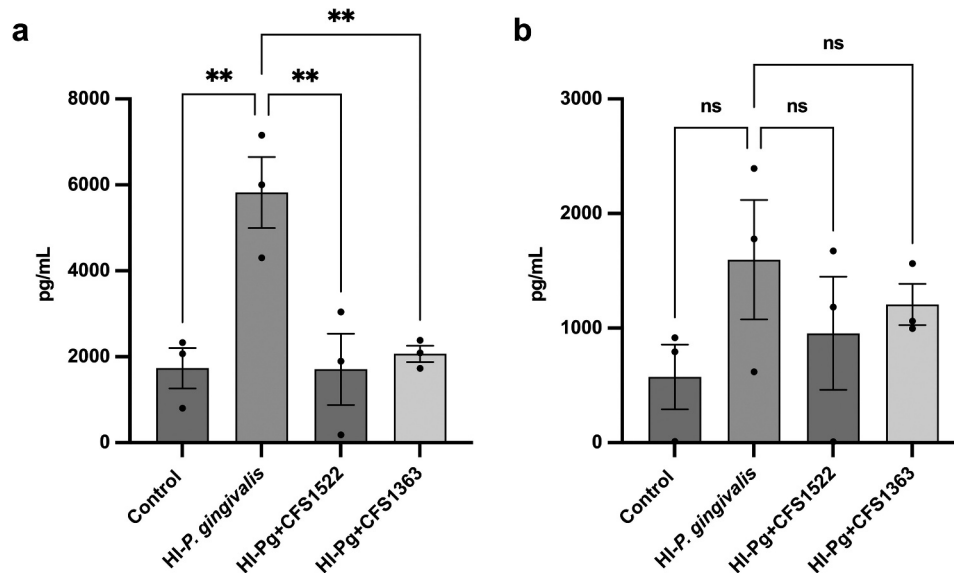 a
**
**
**
8000
6000
4000
2000
0
pg/mL
Control
HI-P. gingivalis
HI-Pg+CFS1522
HI-Pg+CFS1363
b
ns
ns
ns
3000
2000
1000
0
pg/mL
Control
HI-P. gingivalis
HI-Pg+CFS1522
HI-Pg+CFS1363